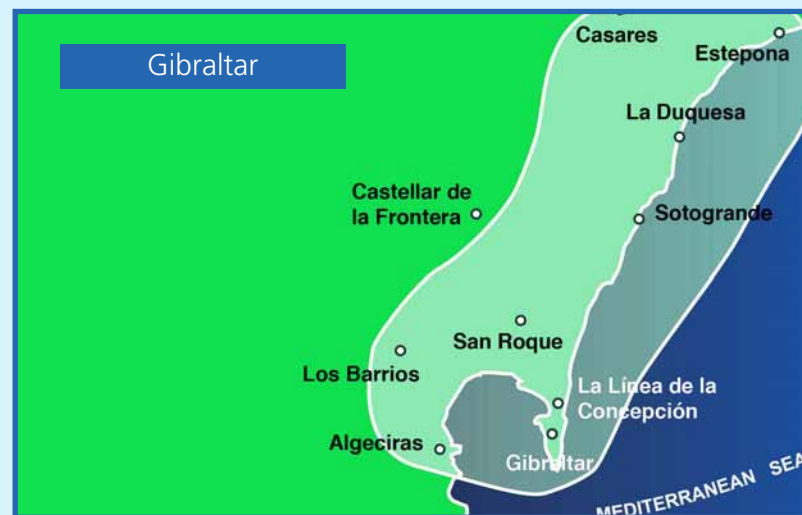 Gibraltar
Casares
Estepona
La Duquesa
Castellar de
la Frontera
Sotogrande
San Roque
Los Barrios
La Línea de la
Concepción
Algeciras
Gibraltar
MEDITERRANEAN SEA